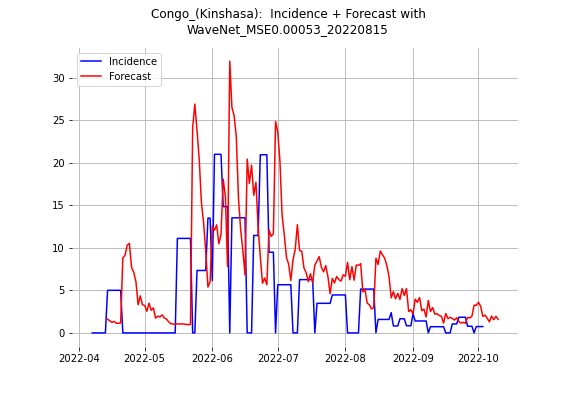 Congo_(Kinshasa):  Incidence + Forecast with
WaveNet_MSE0.00053_20220815
Incidence
Forecast
30
25
20
15
10
5
0
2022-04 2022-05 2022-06 2022-07 2022-08 2022-09 2022-10